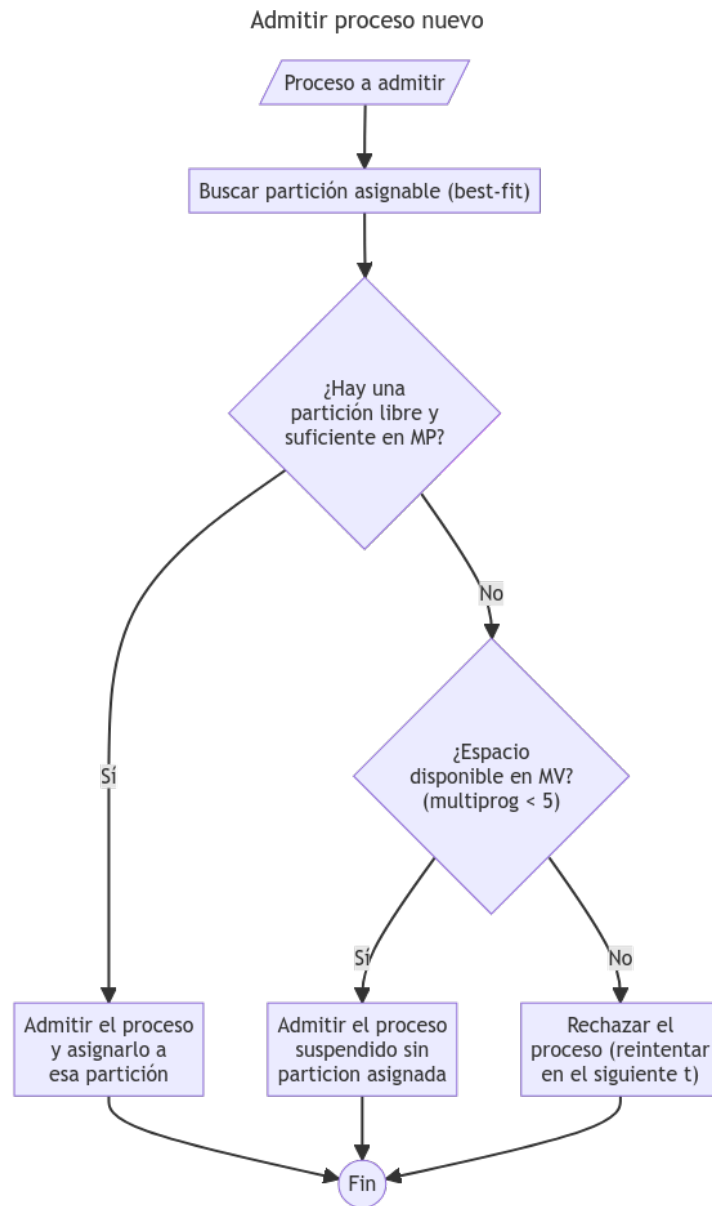 Admitir proceso nuevo
Proceso a admitir
Buscar partición asignable (best-fit)
¿Hay una
partición libre y
suficiente en MP?
No
¿Espacio
disponible en MV?
(multiprog < 5)
Sí
Sí
No
Admitir el proceso
y asignarlo a
esa partición
Admitir el proceso
suspendido sin
particion asignada
Rechazar el
proceso (reintentar
en el siguiente t)
Fin